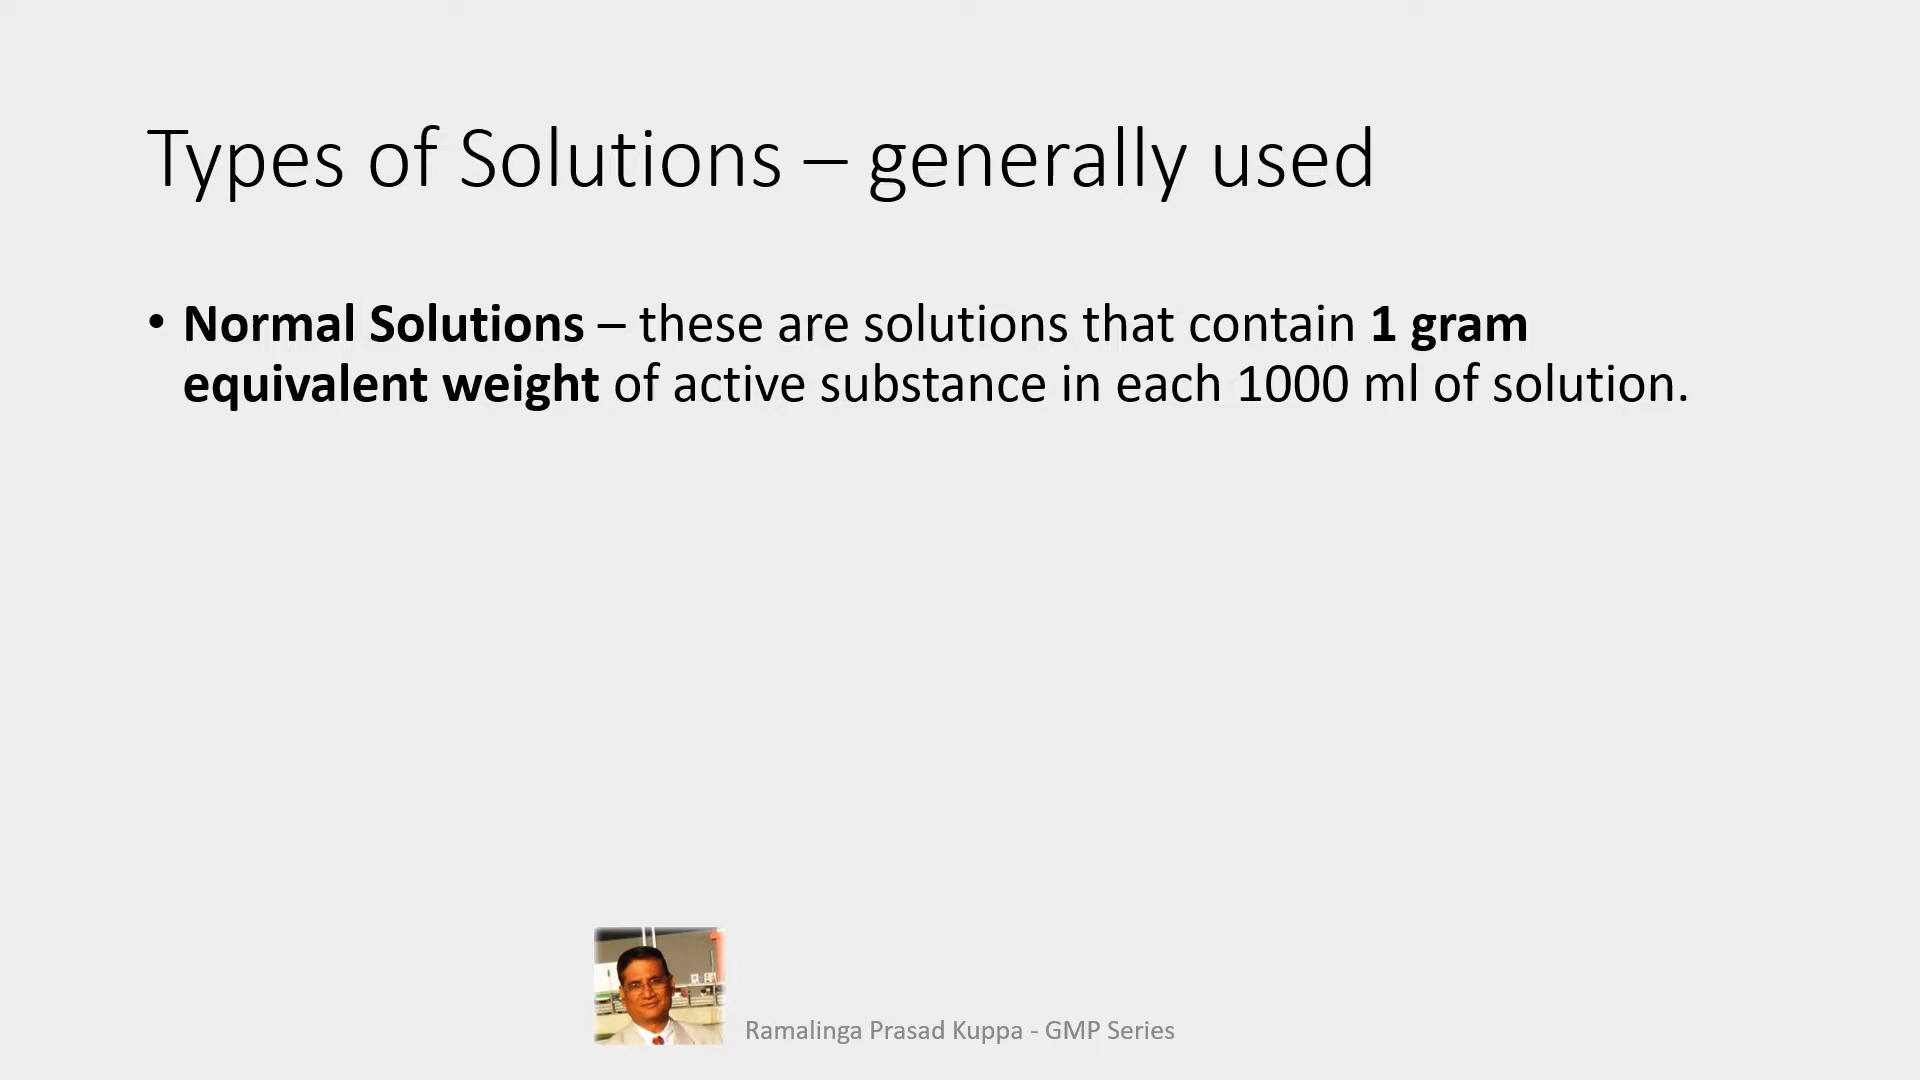 Types of Solutions – generally used
• Normal Solutions – these are solutions that contain 1 gram
equivalent weight of active substance in each 1000 ml of solution.
Ramalinga Prasad Kuppa - GMP Series